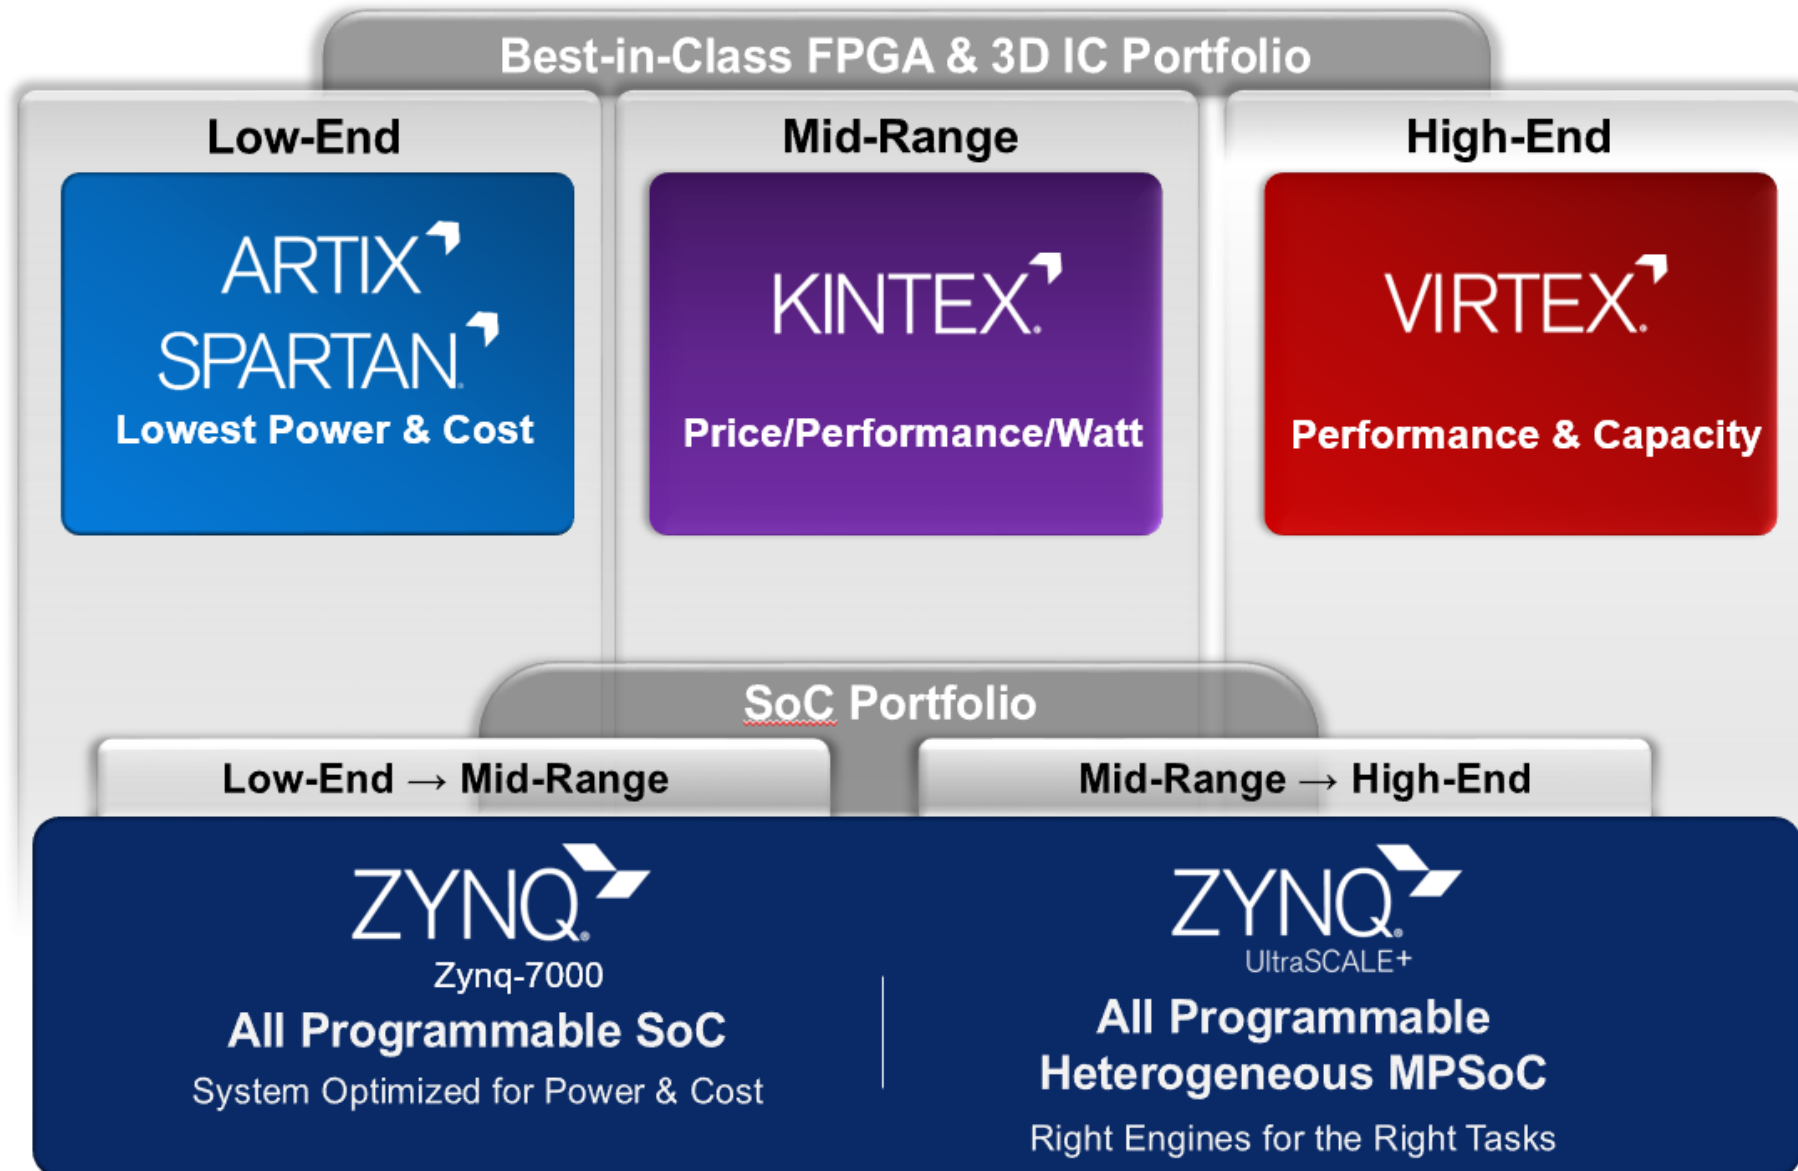 Best-in-Class FPGA & 3D IC Portfolio
Low-End
Mid-Range
High-End
ARTIX
SPARTAN®
Lowest Power & Cost
KINTEX®
Price/Performance/Watt
VIRTEX®
Performance & Capacity
SoC Portfolio
Low-End → Mid-Range
Mid-Range → High-End
ZYNQ®
Zynq-7000
All Programmable SoC
System Optimized for Power & Cost
ZYNQ®
UltraSCALE+
All Programmable
Heterogeneous MPSoC
Right Engines for the Right Tasks